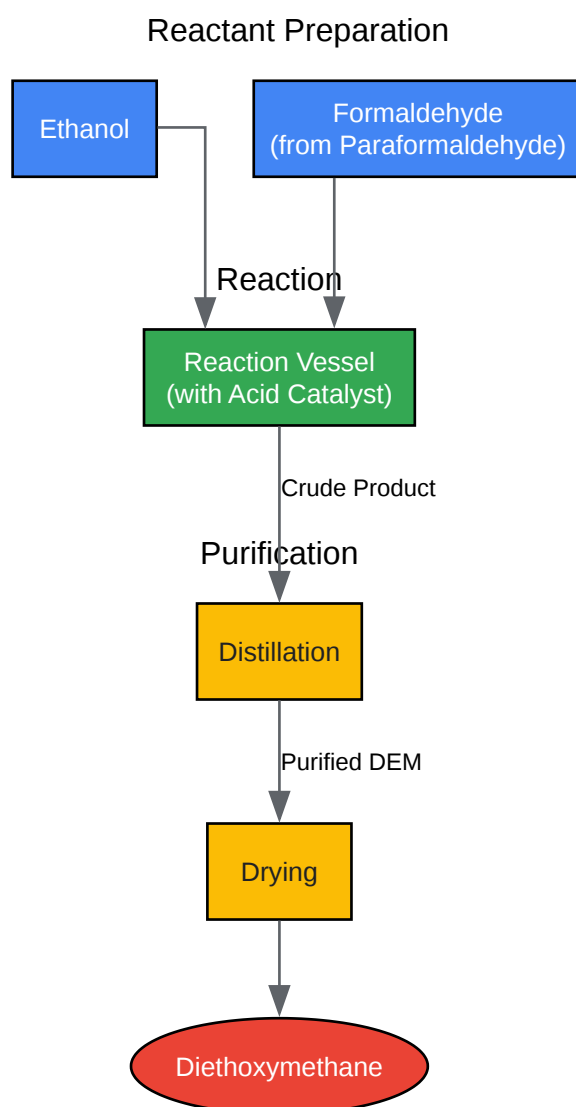 Reactant Preparation
Ethanol
Formaldehyde
(from Paraformaldehyde)
Reaction
Reaction Vessel
(with Acid Catalyst)
Crude Product
Purification
Distillation
Purified DEM
Drying
Diethoxymethane